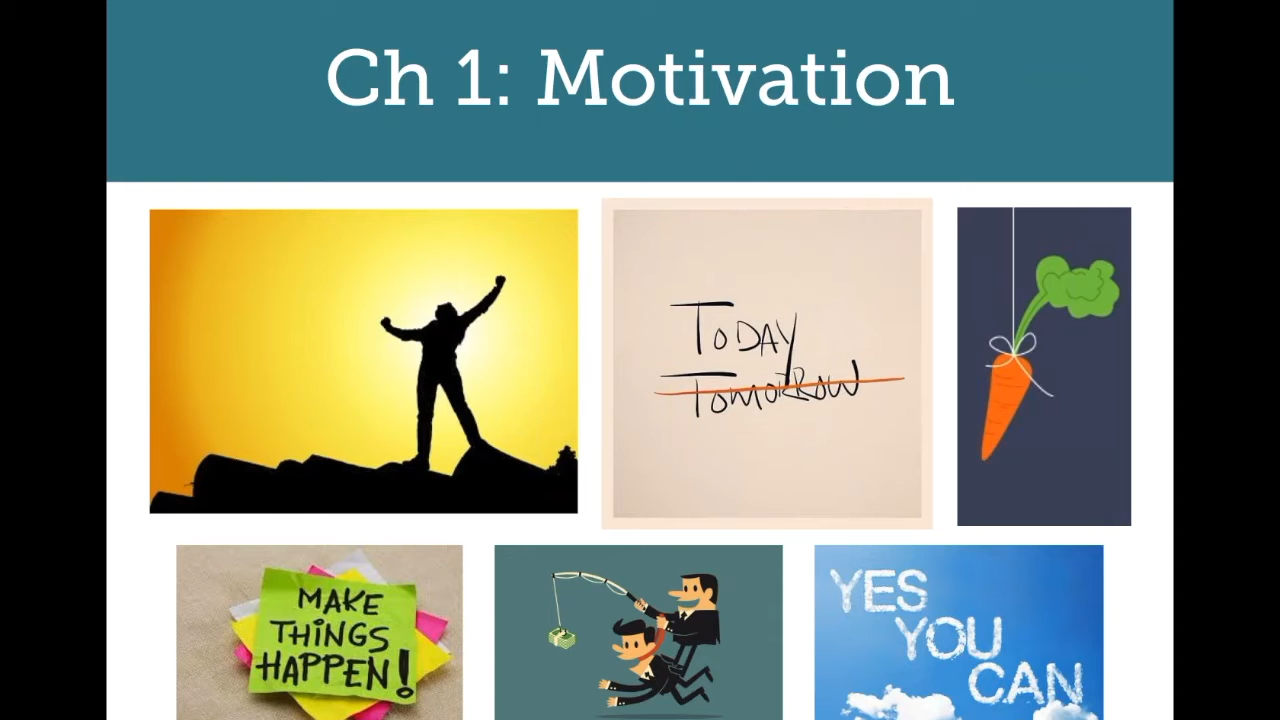 Ch 1: Motivation
TODAY
TOMORROW
MAKE
THINGS
HAPPEN!
YES
YOU
CAN